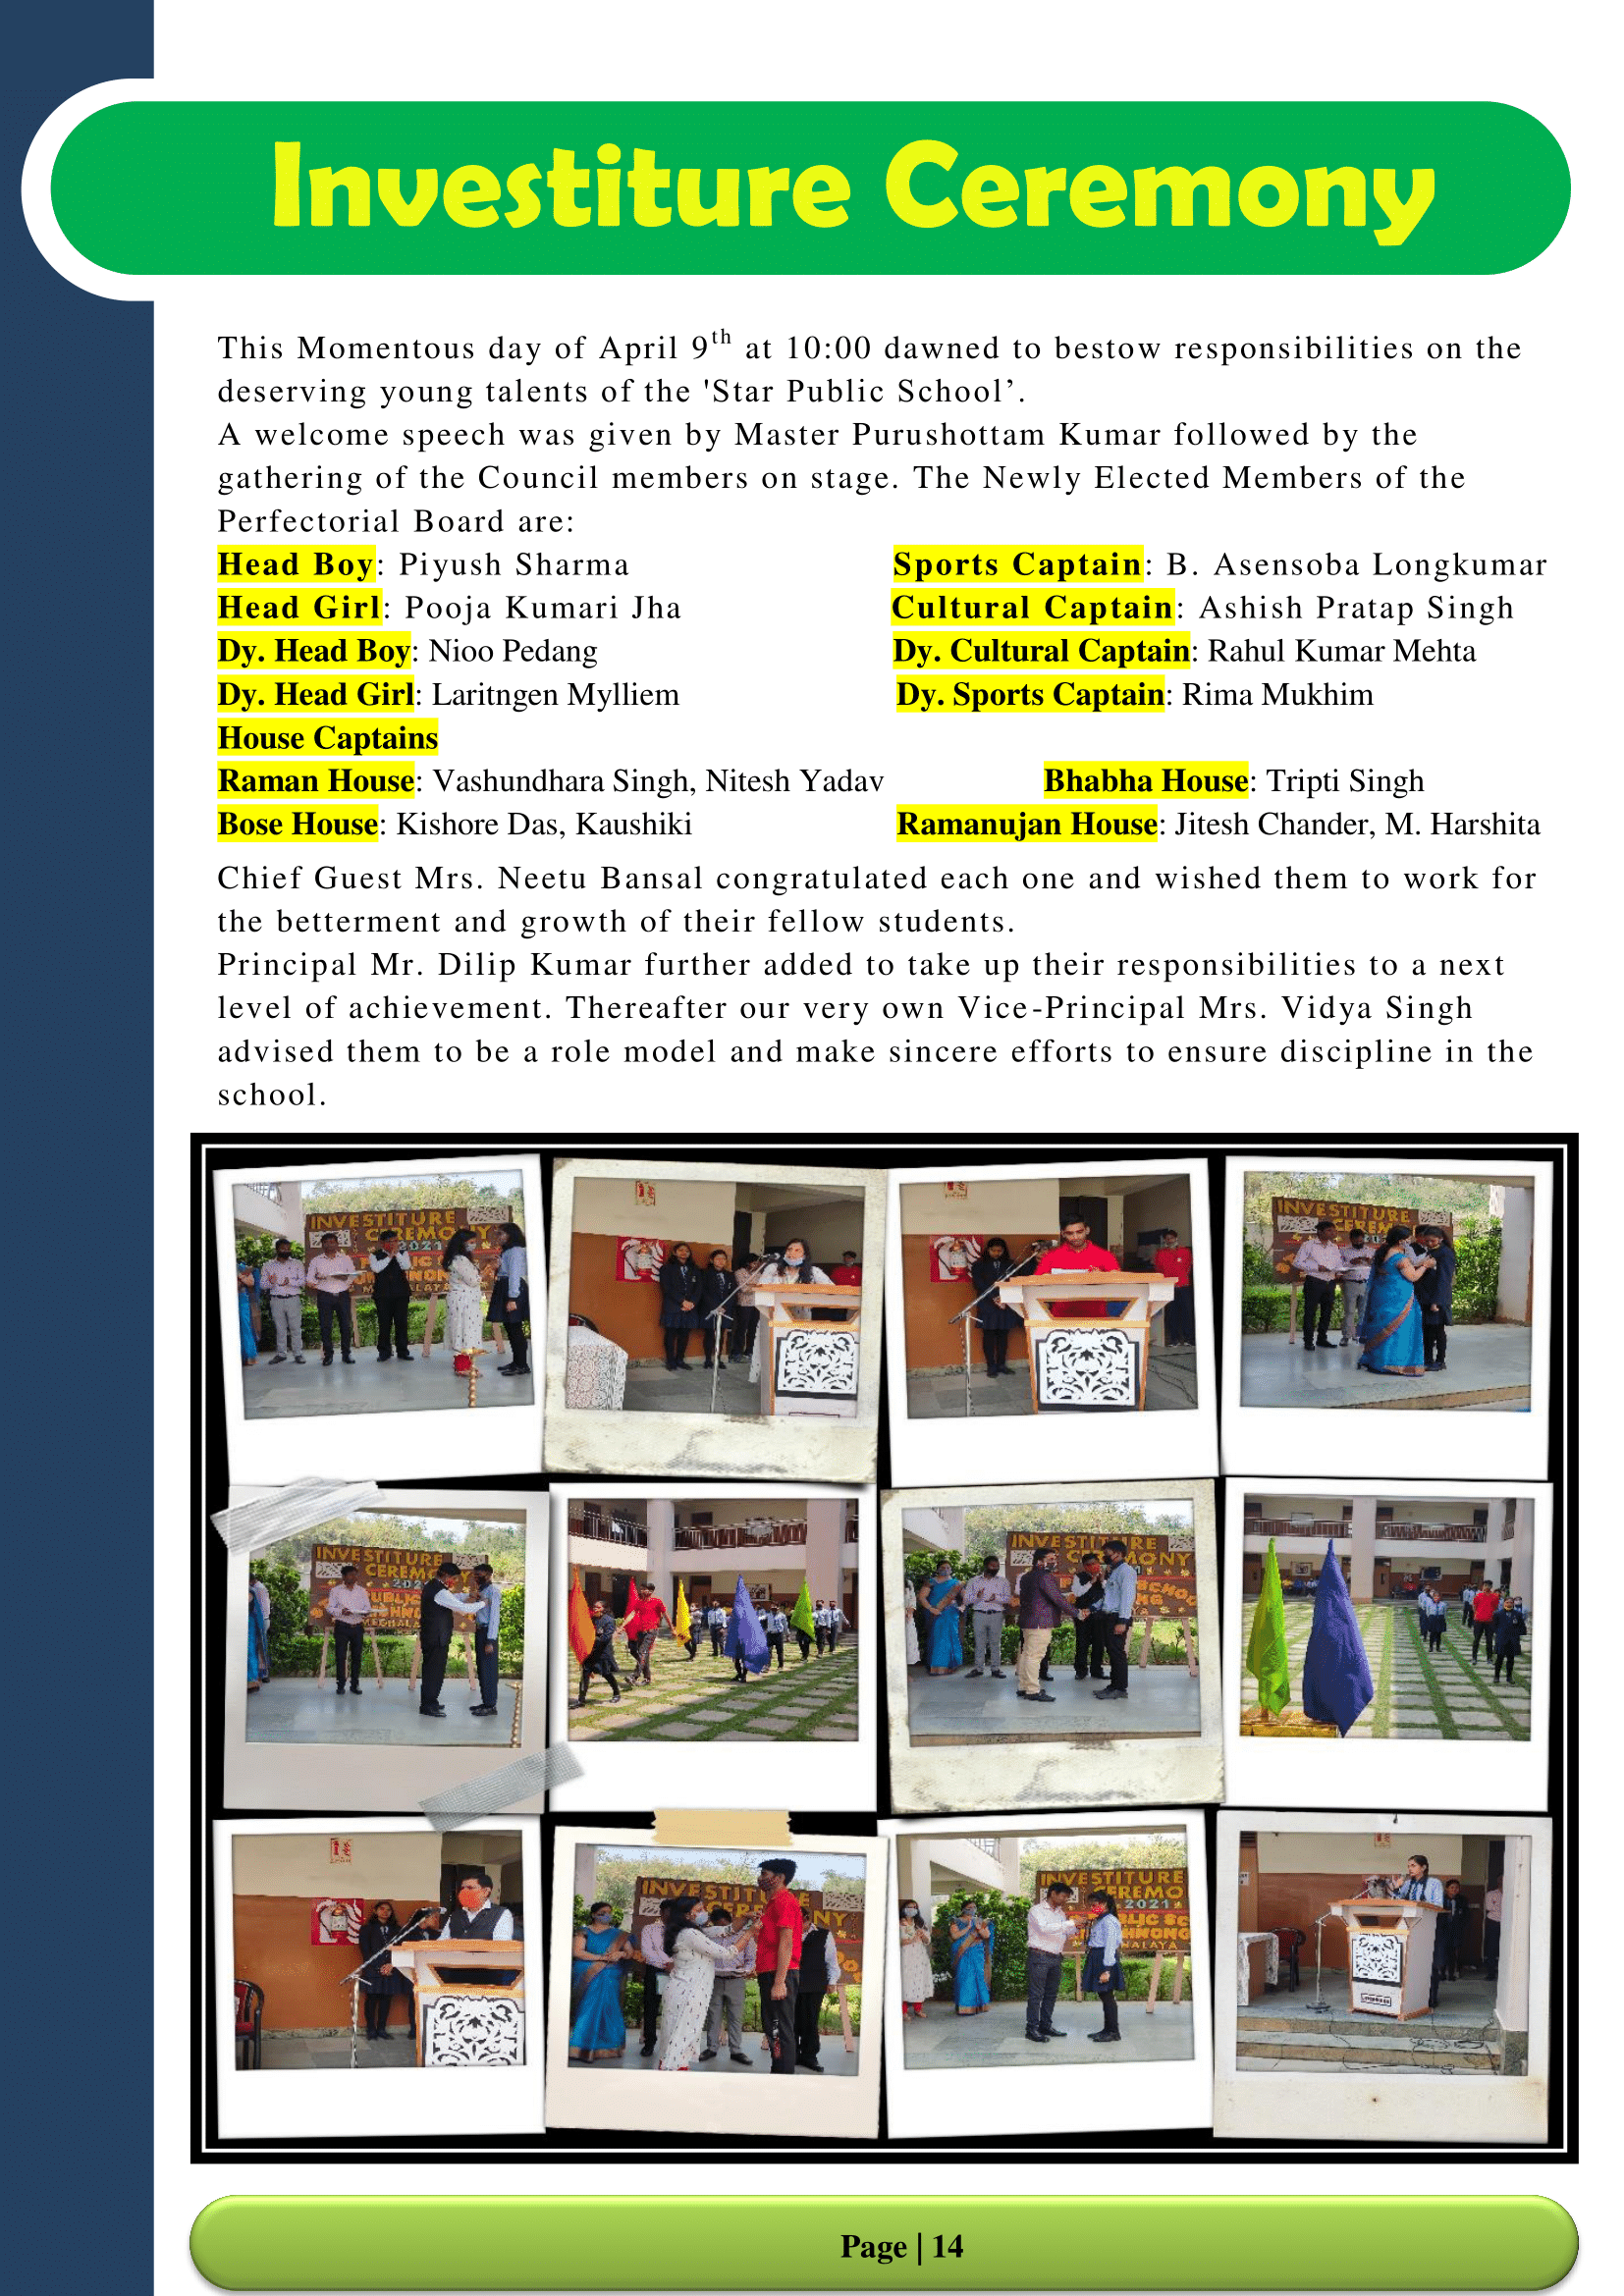 Investiture Ceremony
This Momentous day of April 9th at 10:00 dawned to bestow responsibilities on the
deserving young talents of the 'Star Public School’.
A welcome speech was given by Master Purushottam Kumar followed by the
gathering of the Council members on stage. The Newly Elected Members of the
Perfectorial Board are:
Head Boy: Piyush Sharma Sports Captain: B. Asensoba Longkumar
Head Girl: Pooja Kumari Jha Cultural Captain: Ashish Pratap Singh
Dy. Head Boy: Nioo Pedang Dy. Cultural Captain: Rahul Kumar Mehta
Dy. Head Girl: Laritngen Mylliem Dy. Sports Captain: Rima Mukhim
House Captains
Raman House: Vashundhara Singh, Nitesh Yadav Bhabha House: Tripti Singh
Bose House: Kishore Das, Kaushiki Ramanujan House: Jitesh Chander, M. Harshita
Chief Guest Mrs. Neetu Bansal congratulated each one and wished them to work for
the betterment and growth of their fellow students.
Principal Mr. Dilip Kumar further added to take up their responsibilities to a next
level of achievement. Thereafter our very own Vice-Principal Mrs. Vidya Singh
advised them to be a role model and make sincere efforts to ensure discipline in the
school.
INVESTITURE
CEREMONY
2021
INVESTITURE
CEREM
INVESTITURE
CEREMONY
CEREMONY
INVESTITURE
CEREMO
2021
Page | 14